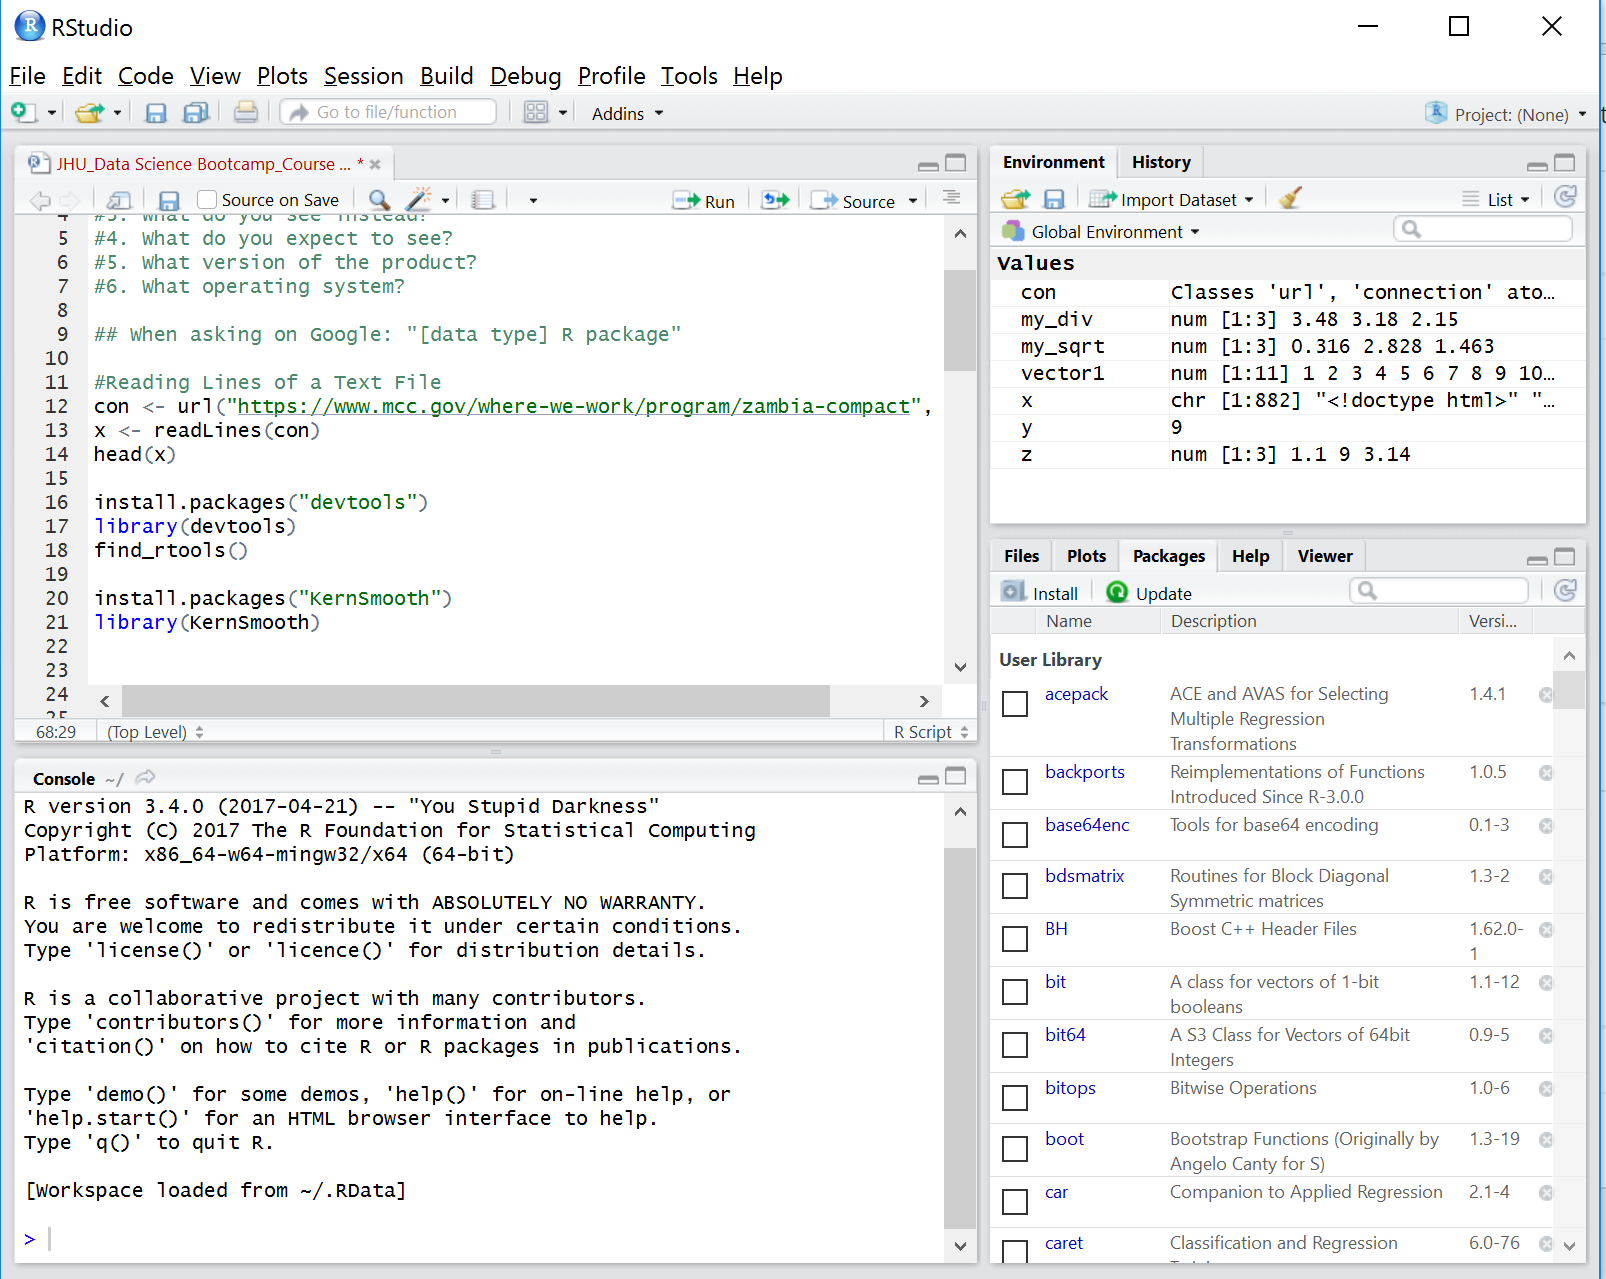 RStudio
File Edit Code View Plots Session Build Debug Profile Tools Help
Go to file/function Addins Project: (None)
JHU_Data Science Bootcamp_Course ... *
Source on Save Run Source
4 #3. What do you see instead?
5 #4. What do you expect to see?
6 #5. What version of the product?
7 #6. What operating system?
8
9 ## When asking on Google: "[data type] R package"
10
11 #Reading Lines of a Text File
12 con <- url("https://www.mcc.gov/where-we-work/program/zambia-compact",
13 x <- readLines(con)
14 head(x)
15
16 install.packages("devtools")
17 library(devtools)
18 find_rtools()
19
20 install.packages("KernSmooth")
21 library(KernSmooth)
22
23
24
25
68:29 (Top Level) R Script
Console ~/
R version 3.4.0 (2017-04-21) -- "You Stupid Darkness"
Copyright (C) 2017 The R Foundation for Statistical Computing
Platform: x86_64-w64-mingw32/x64 (64-bit)
R is free software and comes with ABSOLUTELY NO WARRANTY.
You are welcome to redistribute it under certain conditions.
Type 'license()' or 'licence()' for distribution details.
R is a collaborative project with many contributors.
Type 'contributors()' for more information and
'citation()' on how to cite R or R packages in publications.
Type 'demo()' for some demos, 'help()' for on-line help, or
'help.start()' for an HTML browser interface to help.
Type 'q()' to quit R.
[Workspace loaded from ~/.RData]
>
Environment History
Import Dataset List
Global Environment
Values
con Classes 'url', 'connection' ato...
my_div num [1:3] 3.48 3.18 2.15
my_sqrt num [1:3] 0.316 2.828 1.463
vector1 num [1:11] 1 2 3 4 5 6 7 8 9 10...
x chr [1:882] "<!doctype html>" "...
y 9
z num [1:3] 1.1 9 3.14
Files Plots Packages Help Viewer
Install Update
Name Description Versi...
User Library
acepack ACE and AVAS for Selecting 1.4.1
Multiple Regression
Transformations
backports Reimplementations of Functions 1.0.5
Introduced Since R-3.0.0
base64enc Tools for base64 encoding 0.1-3
bdsmatrix Routines for Block Diagonal 1.3-2
Symmetric matrices
BH Boost C++ Header Files 1.62.0-
1
bit A class for vectors of 1-bit 1.1-12
booleans
bit64 A S3 Class for Vectors of 64bit 0.9-5
Integers
bitops Bitwise Operations 1.0-6
boot Bootstrap Functions (Originally by 1.3-19
Angelo Canty for S)
car Companion to Applied Regression 2.1-4
caret Classification and Regression 6.0-76